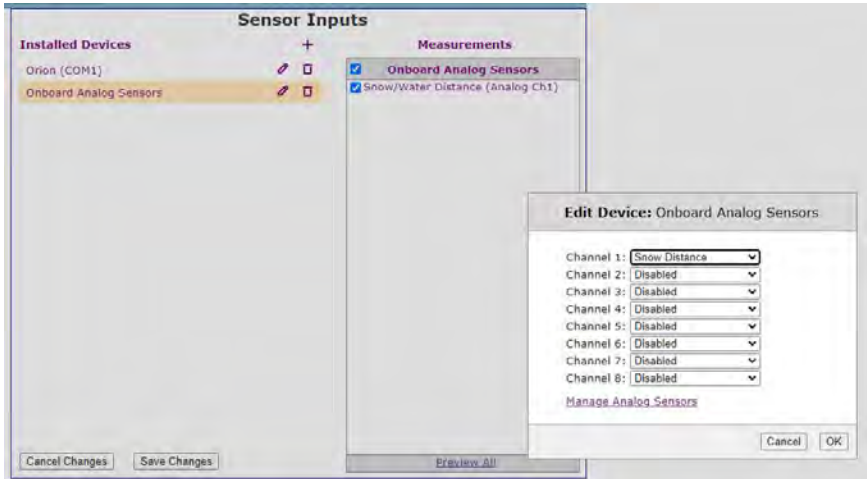 Sensor Inputs
Installed Devices +
Orion (COM1)
Onboard Analog Sensors
Measurements
Onboard Analog Sensors
Snow/Water Distance (Analog Ch1)
Preview All
Cancel Changes Save Changes
Edit Device: Onboard Analog Sensors
Channel 1: Snow Distance
Channel 2: Disabled
Channel 3: Disabled
Channel 4: Disabled
Channel 5: Disabled
Channel 6: Disabled
Channel 7: Disabled
Channel 8: Disabled
Manage Analog Sensors
Cancel OK